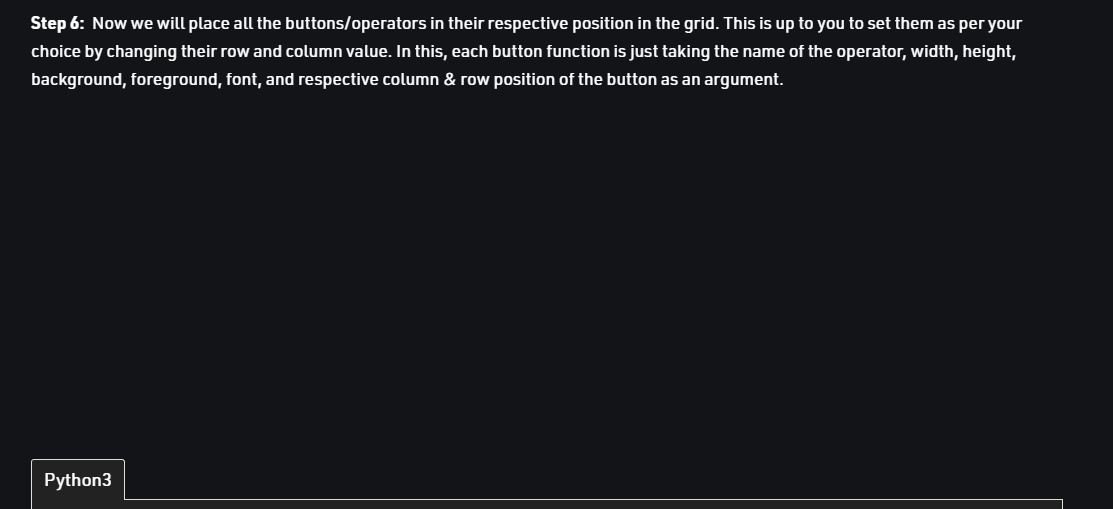 Step 6: Now we will place all the buttons/operators in their respective position in the grid. This is up to you to set them as per your
choice by changing their row and column value. In this, each button function is just taking the name of the operator, width, height,
background, foreground, font, and respective column & row position of the button as an argument.
Python3